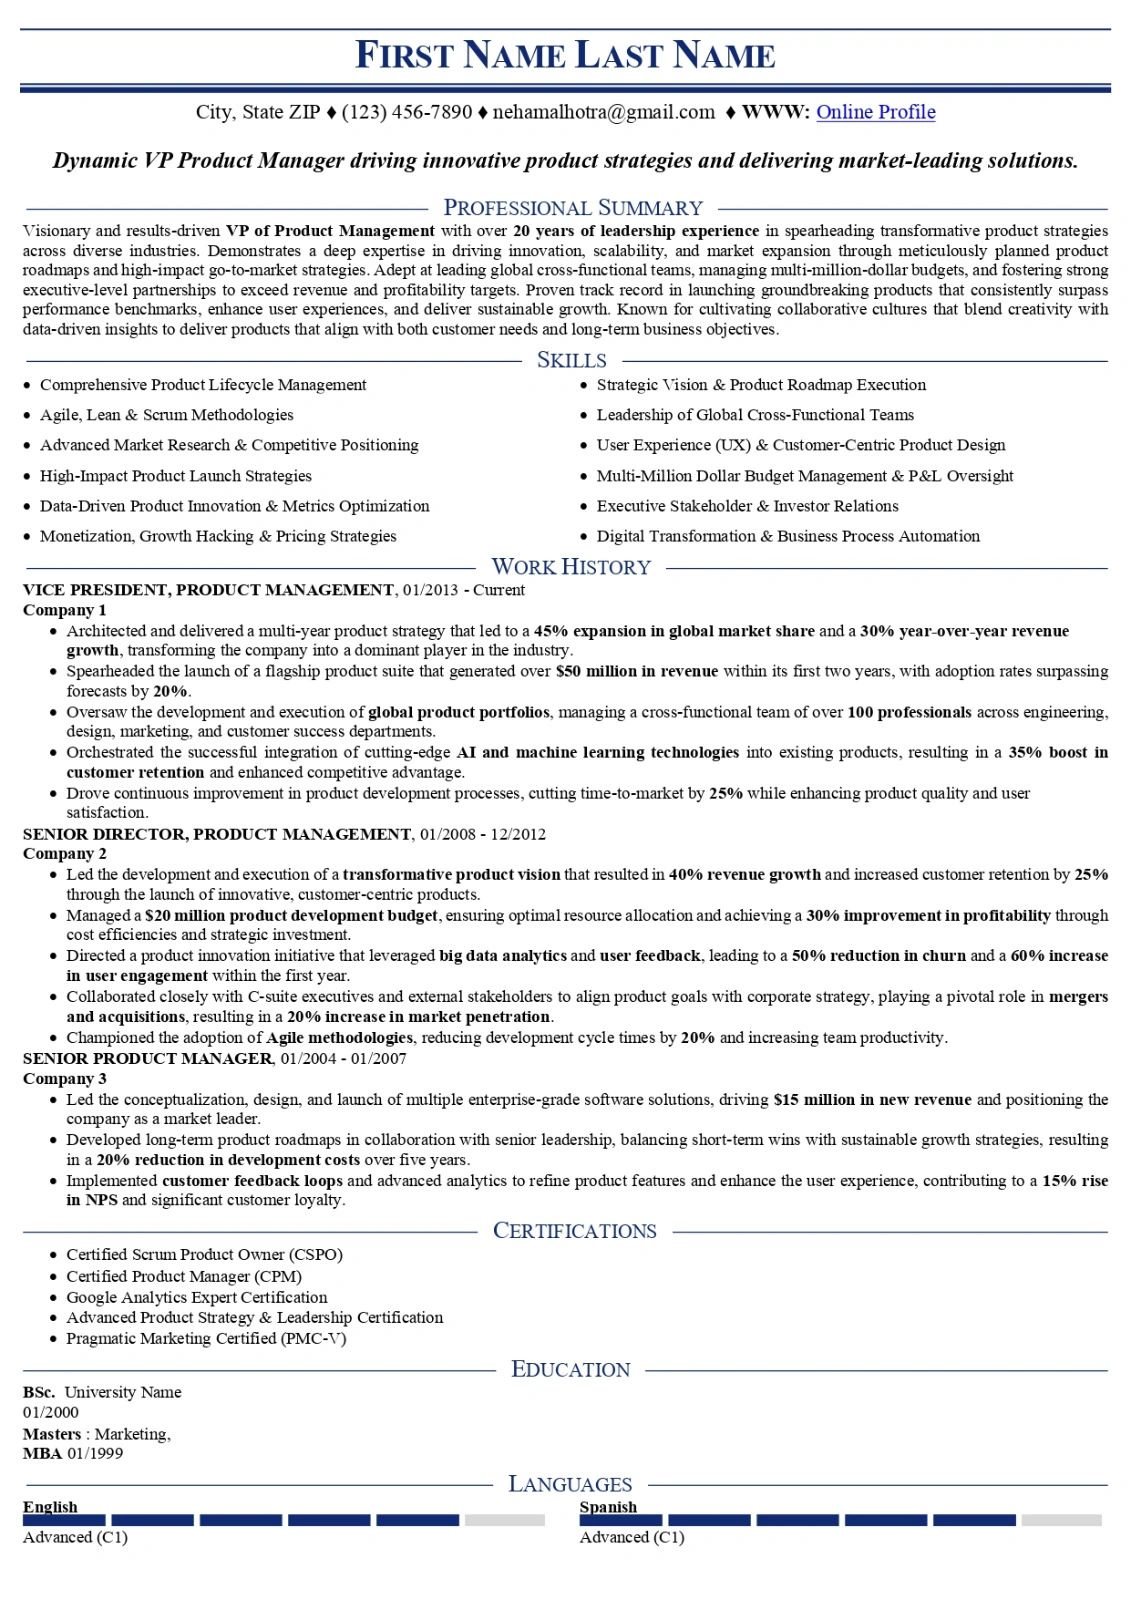 FIRST NAME LAST NAME
City, State ZIP ♦ (123) 456-7890 ♦ nehamalhotra@gmail.com ♦ WWW: Online Profile
Dynamic VP Product Manager driving innovative product strategies and delivering market-leading solutions.
PROFESSIONAL SUMMARY
Visionary and results-driven VP of Product Management with over 20 years of leadership experience in spearheading transformative product strategies
across diverse industries. Demonstrates a deep expertise in driving innovation, scalability, and market expansion through meticulously planned product
roadmaps and high-impact go-to-market strategies. Adept at leading global cross-functional teams, managing multi-million-dollar budgets, and fostering strong
executive-level partnerships to exceed revenue and profitability targets. Proven track record in launching groundbreaking products that consistently surpass
performance benchmarks, enhance user experiences, and deliver sustainable growth. Known for cultivating collaborative cultures that blend creativity with
data-driven insights to deliver products that align with both customer needs and long-term business objectives.
SKILLS
• Comprehensive Product Lifecycle Management
• Agile, Lean & Scrum Methodologies
• Advanced Market Research & Competitive Positioning
• High-Impact Product Launch Strategies
• Data-Driven Product Innovation & Metrics Optimization
• Monetization, Growth Hacking & Pricing Strategies
• Strategic Vision & Product Roadmap Execution
• Leadership of Global Cross-Functional Teams
• User Experience (UX) & Customer-Centric Product Design
• Multi-Million Dollar Budget Management & P&L Oversight
• Executive Stakeholder & Investor Relations
• Digital Transformation & Business Process Automation
WORK HISTORY
VICE PRESIDENT, PRODUCT MANAGEMENT, 01/2013 - Current
Company 1
• Architected and delivered a multi-year product strategy that led to a 45% expansion in global market share and a 30% year-over-year revenue
growth, transforming the company into a dominant player in the industry.
• Spearheaded the launch of a flagship product suite that generated over $50 million in revenue within its first two years, with adoption rates surpassing
forecasts by 20%.
• Oversaw the development and execution of global product portfolios, managing a cross-functional team of over 100 professionals across engineering,
design, marketing, and customer success departments.
• Orchestrated the successful integration of cutting-edge AI and machine learning technologies into existing products, resulting in a 35% boost in
customer retention and enhanced competitive advantage.
• Drove continuous improvement in product development processes, cutting time-to-market by 25% while enhancing product quality and user
satisfaction.
SENIOR DIRECTOR, PRODUCT MANAGEMENT, 01/2008 - 12/2012
Company 2
• Led the development and execution of a transformative product vision that resulted in 40% revenue growth and increased customer retention by 25%
through the launch of innovative, customer-centric products.
• Managed a $20 million product development budget, ensuring optimal resource allocation and achieving a 30% improvement in profitability through
cost efficiencies and strategic investment.
• Directed a product innovation initiative that leveraged big data analytics and user feedback, leading to a 50% reduction in churn and a 60% increase
in user engagement within the first year.
• Collaborated closely with C-suite executives and external stakeholders to align product goals with corporate strategy, playing a pivotal role in mergers
and acquisitions, resulting in a 20% increase in market penetration.
• Championed the adoption of Agile methodologies, reducing development cycle times by 20% and increasing team productivity.
SENIOR PRODUCT MANAGER, 01/2004 - 01/2007
Company 3
• Led the conceptualization, design, and launch of multiple enterprise-grade software solutions, driving $15 million in new revenue and positioning the
company as a market leader.
• Developed long-term product roadmaps in collaboration with senior leadership, balancing short-term wins with sustainable growth strategies, resulting
in a 20% reduction in development costs over five years.
• Implemented customer feedback loops and advanced analytics to refine product features and enhance the user experience, contributing to a 15% rise
in NPS and significant customer loyalty.
CERTIFICATIONS
• Certified Scrum Product Owner (CSPO)
• Certified Product Manager (CPM)
• Google Analytics Expert Certification
• Advanced Product Strategy & Leadership Certification
• Pragmatic Marketing Certified (PMC-V)
EDUCATION
BSc. University Name
01/2000
Masters : Marketing,
MBA 01/1999
LANGUAGES
English
Advanced (C1)
Spanish
Advanced (C1)